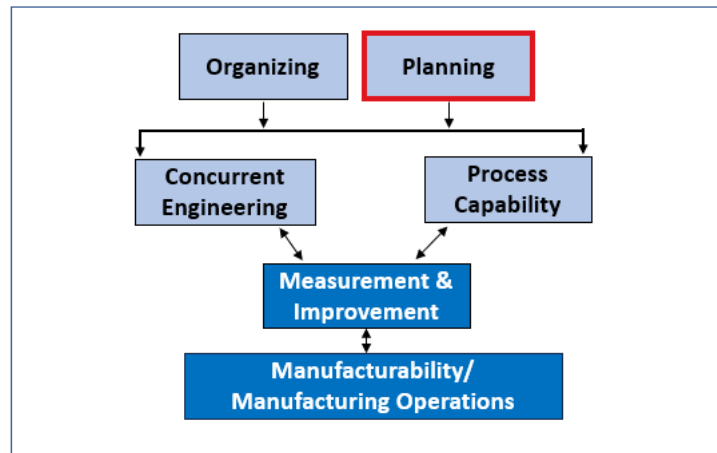 Organizing
Planning
Concurrent
Engineering
Process
Capability
Measurement &
Improvement
Manufacturability/
Manufacturing Operations